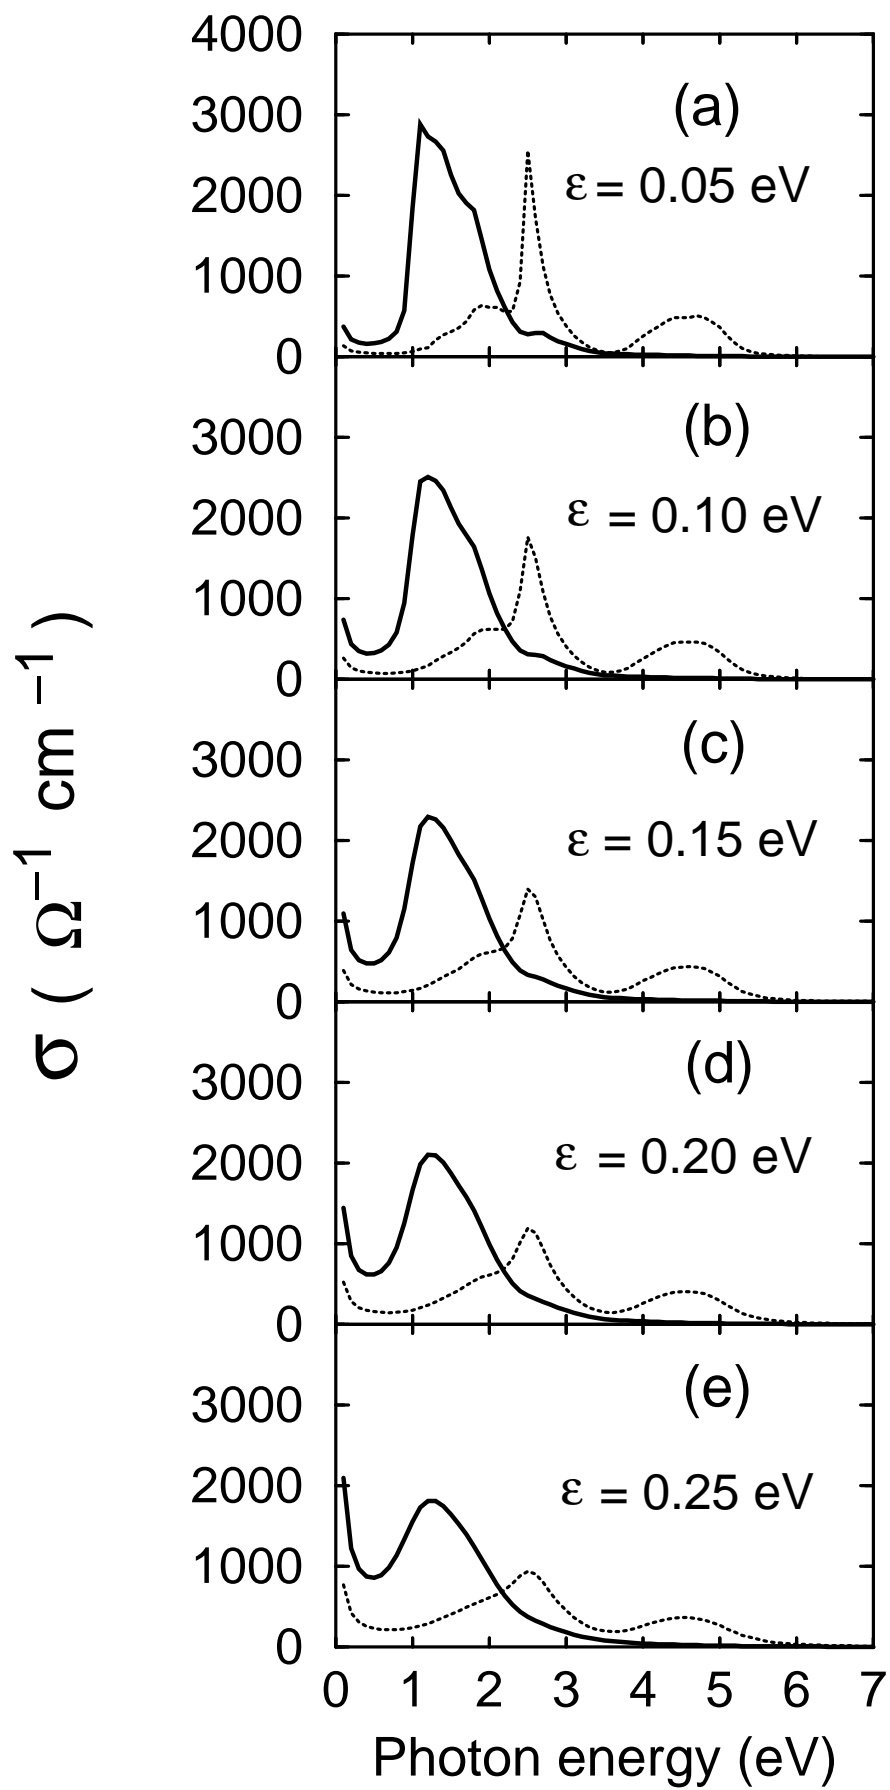 4000
3000
2000
1000
0
(a)
ε = 0.05 eV
3000
2000
1000
0
(b)
ε = 0.10 eV
3000
2000
1000
0
(c)
ε = 0.15 eV
3000
2000
1000
0
(d)
ε = 0.20 eV
3000
2000
1000
0
(e)
ε = 0.25 eV
σ ( Ω⁻¹ cm⁻¹ )
0 1 2 3 4 5 6 7
Photon energy (eV)